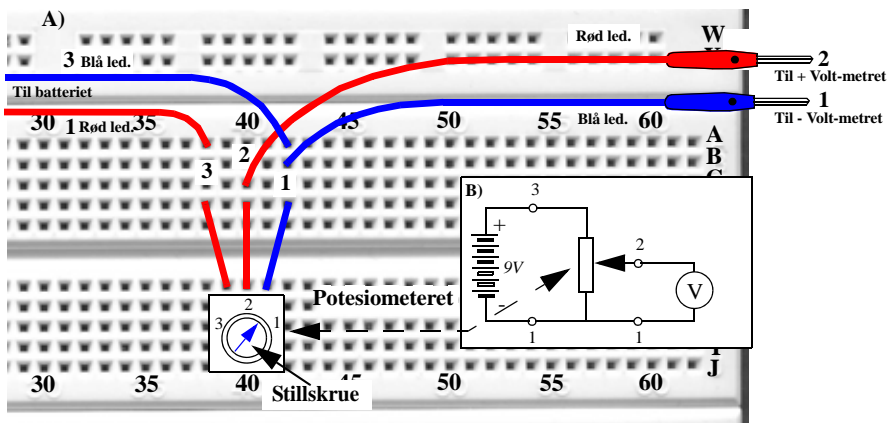 A)
W
Rød led.
3 Blå led.
2
Til + Volt-metret
Til batteriet
1
30 35 40 45 50 55 60
1 Rød led.
Blå led.
Til - Volt-metret
A
B
C
3 2 1
B)
3
+
9V
2
V
-
1 1
Potesiometeret
3 2 1
J
30 35 40 45 50 55 60
Stillskrue